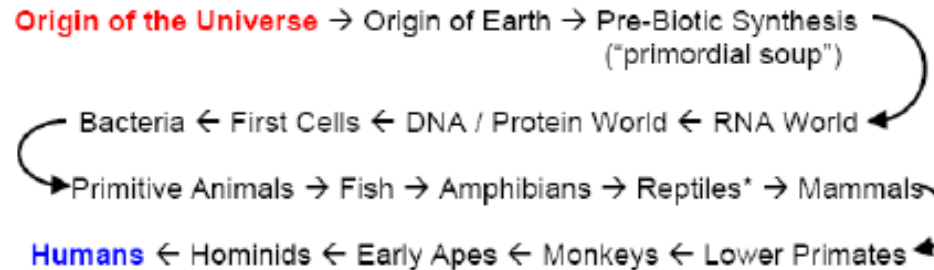 Origin of the Universe → Origin of Earth → Pre-Biotic Synthesis
("primordial soup")
Bacteria ← First Cells ← DNA / Protein World ← RNA World
Primitive Animals → Fish → Amphibians → Reptiles* → Mammals
Humans ← Hominids ← Early Apes ← Monkeys ← Lower Primates